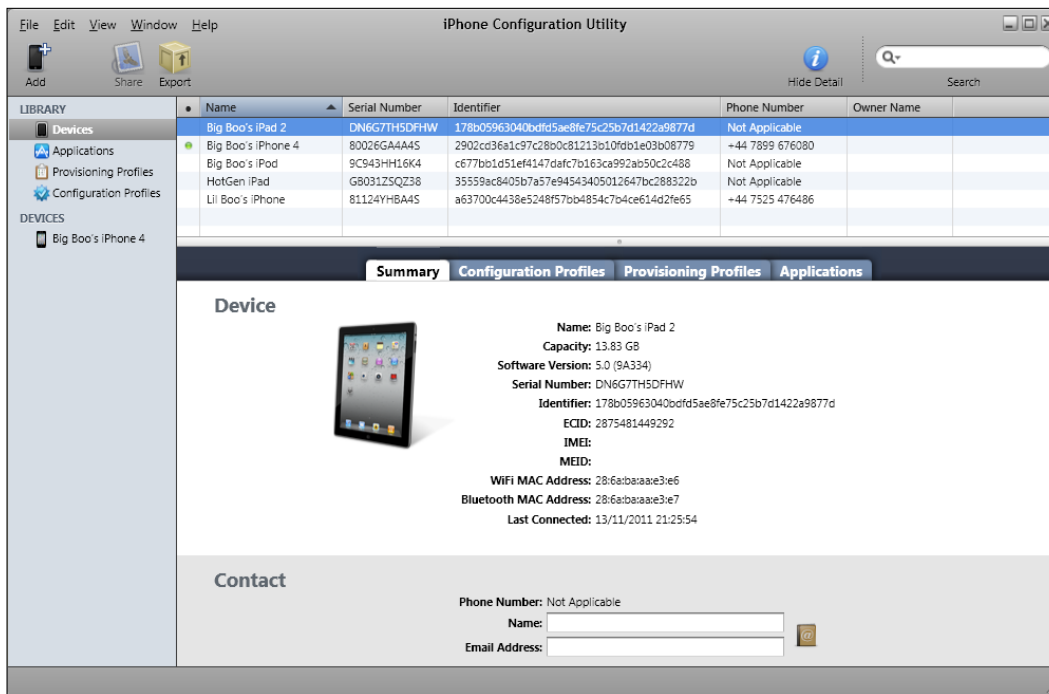 iPhone Configuration Utility
File Edit View Window Help
Add Share Export Hide Detail Search
LIBRARY
Devices
Applications
Provisioning Profiles
Configuration Profiles
DEVICES
Big Boo's iPhone 4
Name Serial Number Identifier Phone Number Owner Name
Big Boo's iPad 2 DN6G7TH5DFHW 178b05963040bdfd5ae8fe75c25b7d1422a9877d Not Applicable
Big Boo's iPhone 4 80026GA4A4S 2902cd36a1c97c28b0c81213b10fdb1e03b08779 +44 7899 676080
Big Boo's iPod 9C943HH16K4 c677bb1d51ef4147dafc7b163ca992ab50c2c488 Not Applicable
HotGen iPad GB031ZSQZ38 35559ac8405b7a57e94543405012647bc288322b Not Applicable
Lil Boo's iPhone 81124YHBA4S a63700c4438e5248f57bb4854c7b4ce614d2fe65 +44 7525 476486
Summary Configuration Profiles Provisioning Profiles Applications
Device
Name: Big Boo's iPad 2
Capacity: 13.83 GB
Software Version: 5.0 (9A334)
Serial Number: DN6G7TH5DFHW
Identifier: 178b05963040bdfd5ae8fe75c25b7d1422a9877d
ECID: 2875481449292
IMEI:
MEID:
WiFi MAC Address: 28:6a:ba:aa:e3:e6
Bluetooth MAC Address: 28:6a:ba:aa:e3:e7
Last Connected: 13/11/2011 21:25:54
Contact
Phone Number: Not Applicable
Name:
Email Address: